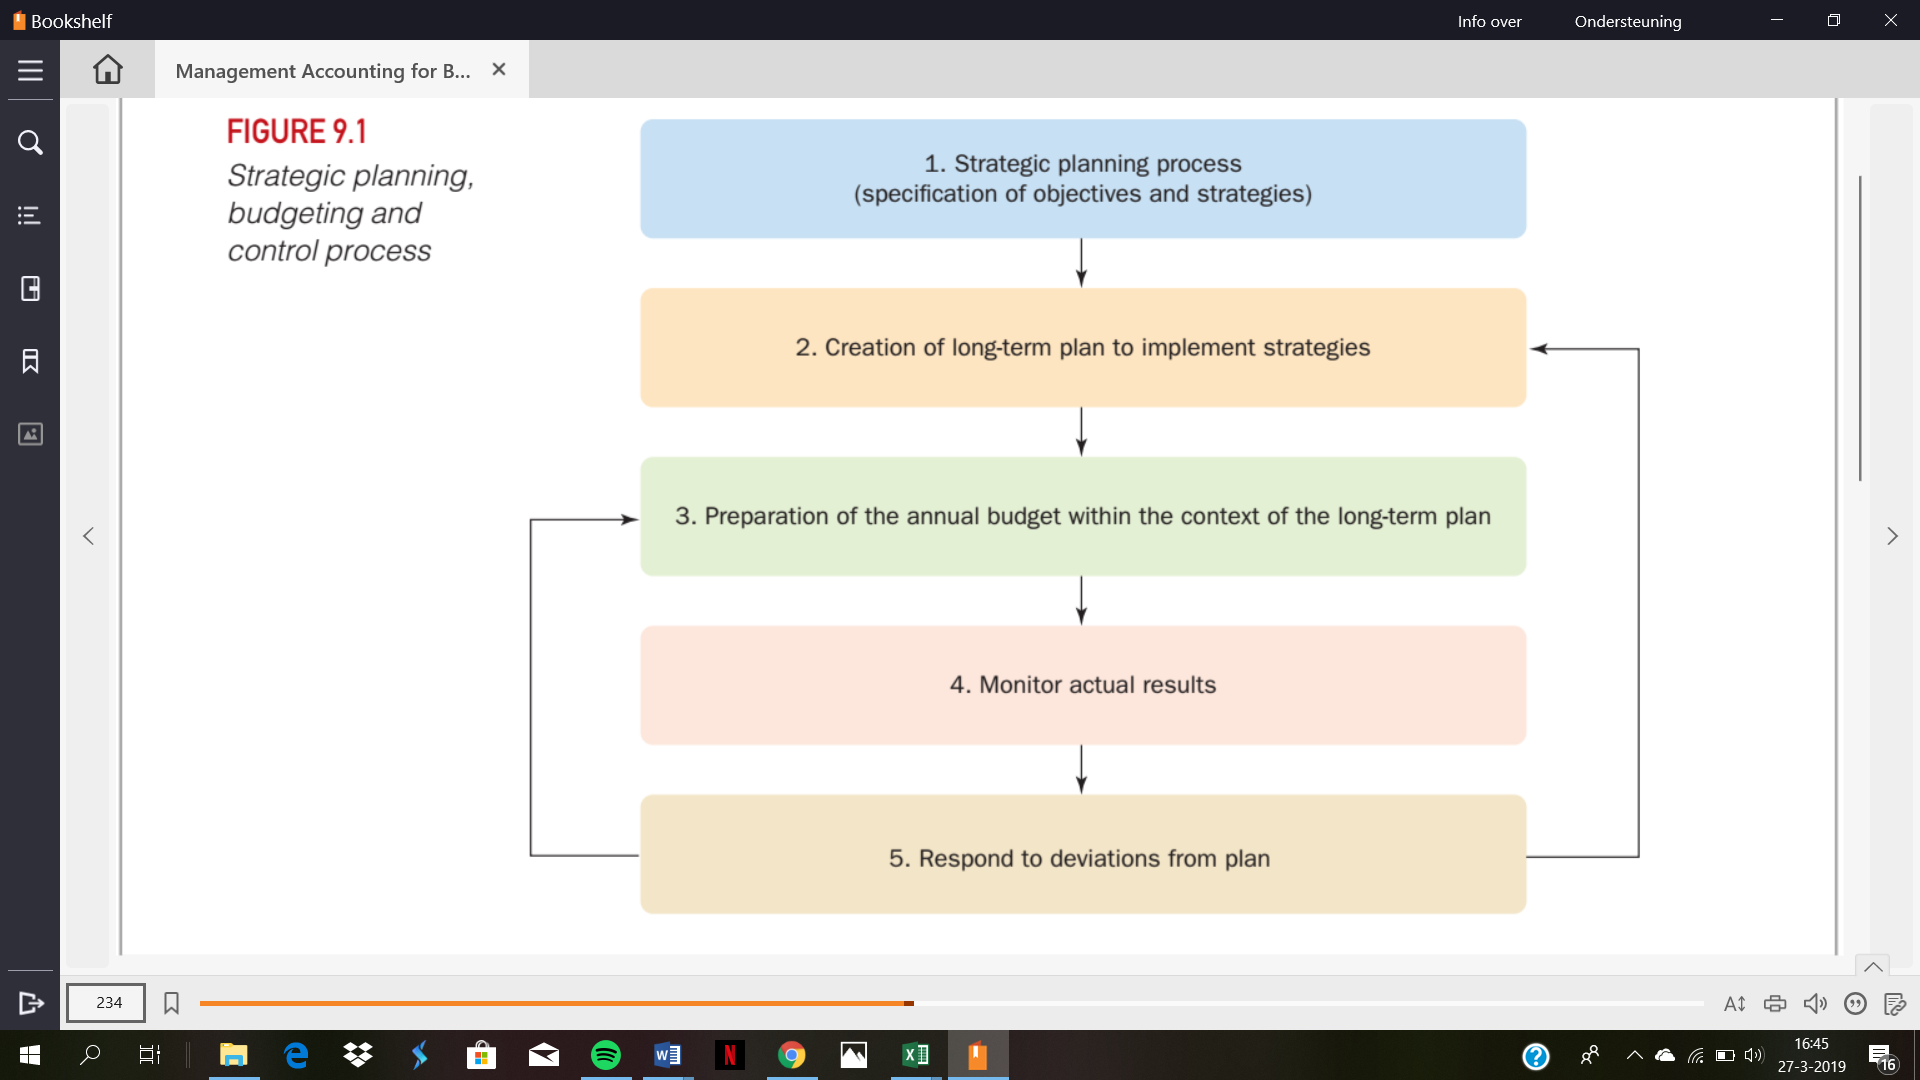 Bookshelf
Info over
Ondersteuning
Management Accounting for B...
FIGURE 9.1
Strategic planning,
budgeting and
control process
1. Strategic planning process
(specification of objectives and strategies)
2. Creation of long-term plan to implement strategies
3. Preparation of the annual budget within the context of the long-term plan
4. Monitor actual results
5. Respond to deviations from plan
234
16:45
27-3-2019
16